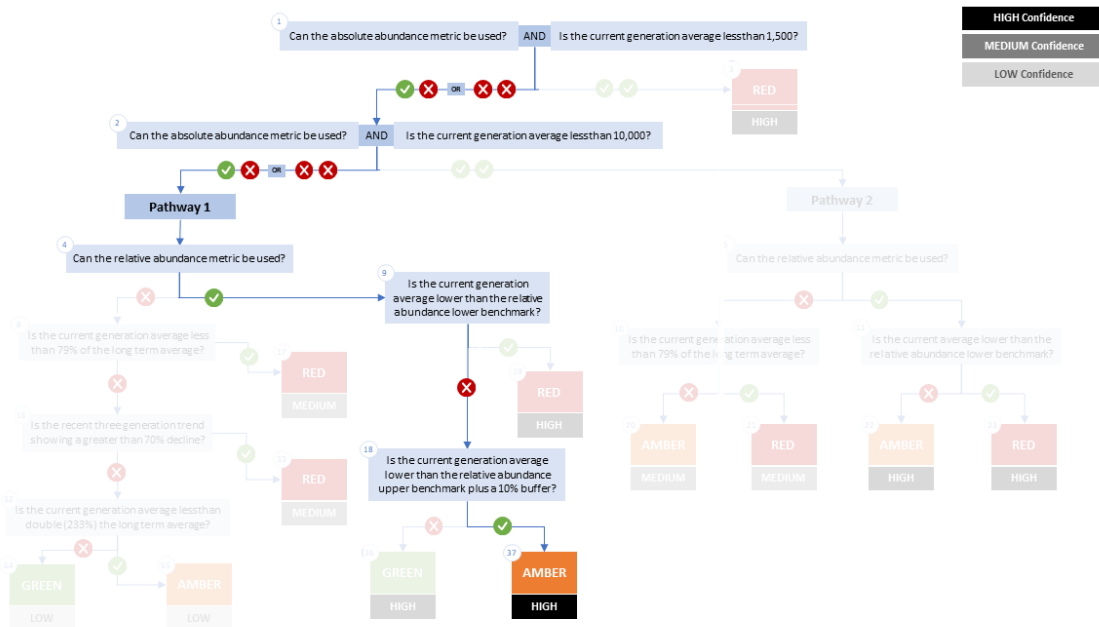 HIGH Confidence
MEDIUM Confidence
LOW Confidence
1
Can the absolute abundance metric be used?
AND
Is the current generation average lessthan 1,500?
OR
RED
HIGH
2
Can the absolute abundance metric be used?
AND
Is the current generation average lessthan 10,000?
OR
Pathway 1
Pathway 2
4
Can the relative abundance metric be used?
Can the relative abundance metric be used?
9
Is the current generation
average lower than the relative
abundance lower benchmark?
Is the current generation average less
than 79% of the long term average?
RED
MEDIUM
RED
HIGH
Is the current generation average less
than 79% of the long term average?
Is the current average lower than the
relative abundance lower benchmark?
Is the recent three generation trend
showing a greater than 70% decline?
RED
MEDIUM
18
Is the current generation average
lower than the relative abundance
upper benchmark plus a 10% buffer?
AMBER
MEDIUM
RED
MEDIUM
AMBER
HIGH
RED
HIGH
Is the current generation average lessthan
double (233%) the long term average?
GREEN
LOW
AMBER
LOW
GREEN
HIGH
37
AMBER
HIGH